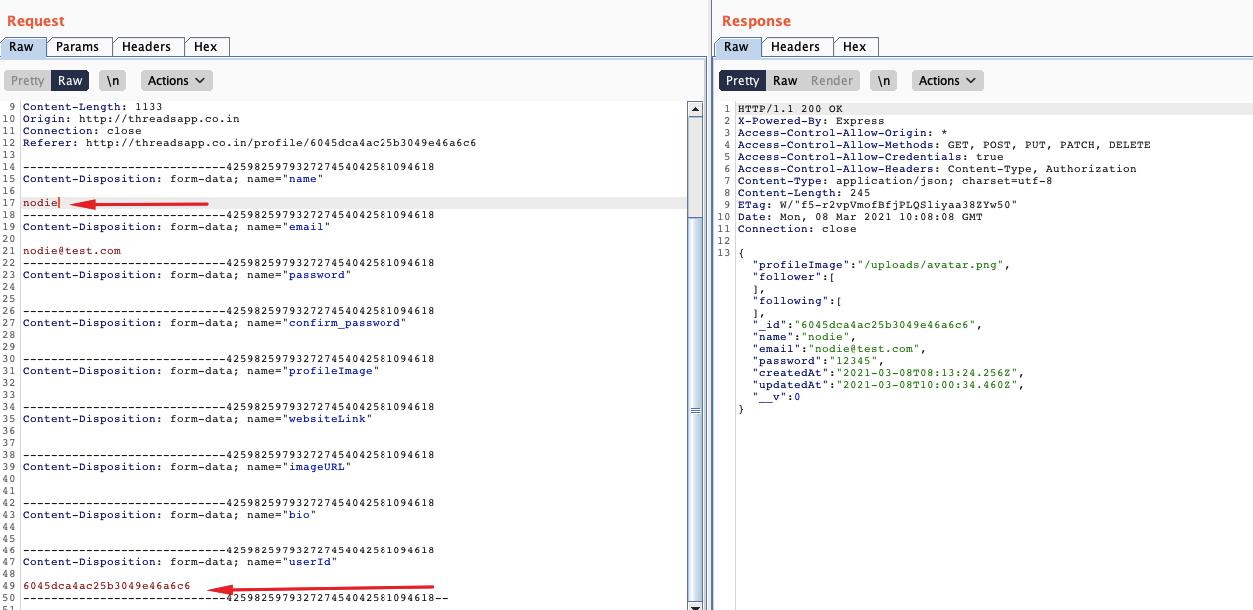 Request
Raw Params Headers Hex
Pretty Raw \n Actions
9 Content-Length: 1133
10 Origin: http://threadsapp.co.in
11 Connection: close
12 Referer: http://threadsapp.co.in/profile/6045dca4ac25b3049e46a6c6
13
14 -----------------------------425982597932727454042581094618
15 Content-Disposition: form-data; name="name"
16
17 nodie
18 -----------------------------425982597932727454042581094618
19 Content-Disposition: form-data; name="email"
20
21 nodie@test.com
22 -----------------------------425982597932727454042581094618
23 Content-Disposition: form-data; name="password"
24
25
26 -----------------------------425982597932727454042581094618
27 Content-Disposition: form-data; name="confirm_password"
28
29
30 -----------------------------425982597932727454042581094618
31 Content-Disposition: form-data; name="profileImage"
32
33
34 -----------------------------425982597932727454042581094618
35 Content-Disposition: form-data; name="websiteLink"
36
37
38 -----------------------------425982597932727454042581094618
39 Content-Disposition: form-data; name="imageURL"
40
41
42 -----------------------------425982597932727454042581094618
43 Content-Disposition: form-data; name="bio"
44
45
46 -----------------------------425982597932727454042581094618
47 Content-Disposition: form-data; name="userId"
48
49 6045dca4ac25b3049e46a6c6
50 -----------------------------425982597932727454042581094618--
51
Response
Raw Headers Hex
Pretty Raw Render \n Actions
1 HTTP/1.1 200 OK
2 X-Powered-By: Express
3 Access-Control-Allow-Origin: *
4 Access-Control-Allow-Methods: GET, POST, PUT, PATCH, DELETE
5 Access-Control-Allow-Credentials: true
6 Access-Control-Allow-Headers: Content-Type, Authorization
7 Content-Type: application/json; charset=utf-8
8 Content-Length: 245
9 ETag: W/"f5-r2vpVmofBfjPLQSliyaa38ZYw50"
10 Date: Mon, 08 Mar 2021 10:08:08 GMT
11 Connection: close
12
13 {
"profileImage":"/uploads/avatar.png",
"follower":[
],
"following":[
],
"_id":"6045dca4ac25b3049e46a6c6",
"name":"nodie",
"email":"nodie@test.com",
"password":"12345",
"createdAt":"2021-03-08T08:13:24.256Z",
"updatedAt":"2021-03-08T10:00:34.460Z",
"__v":0
}